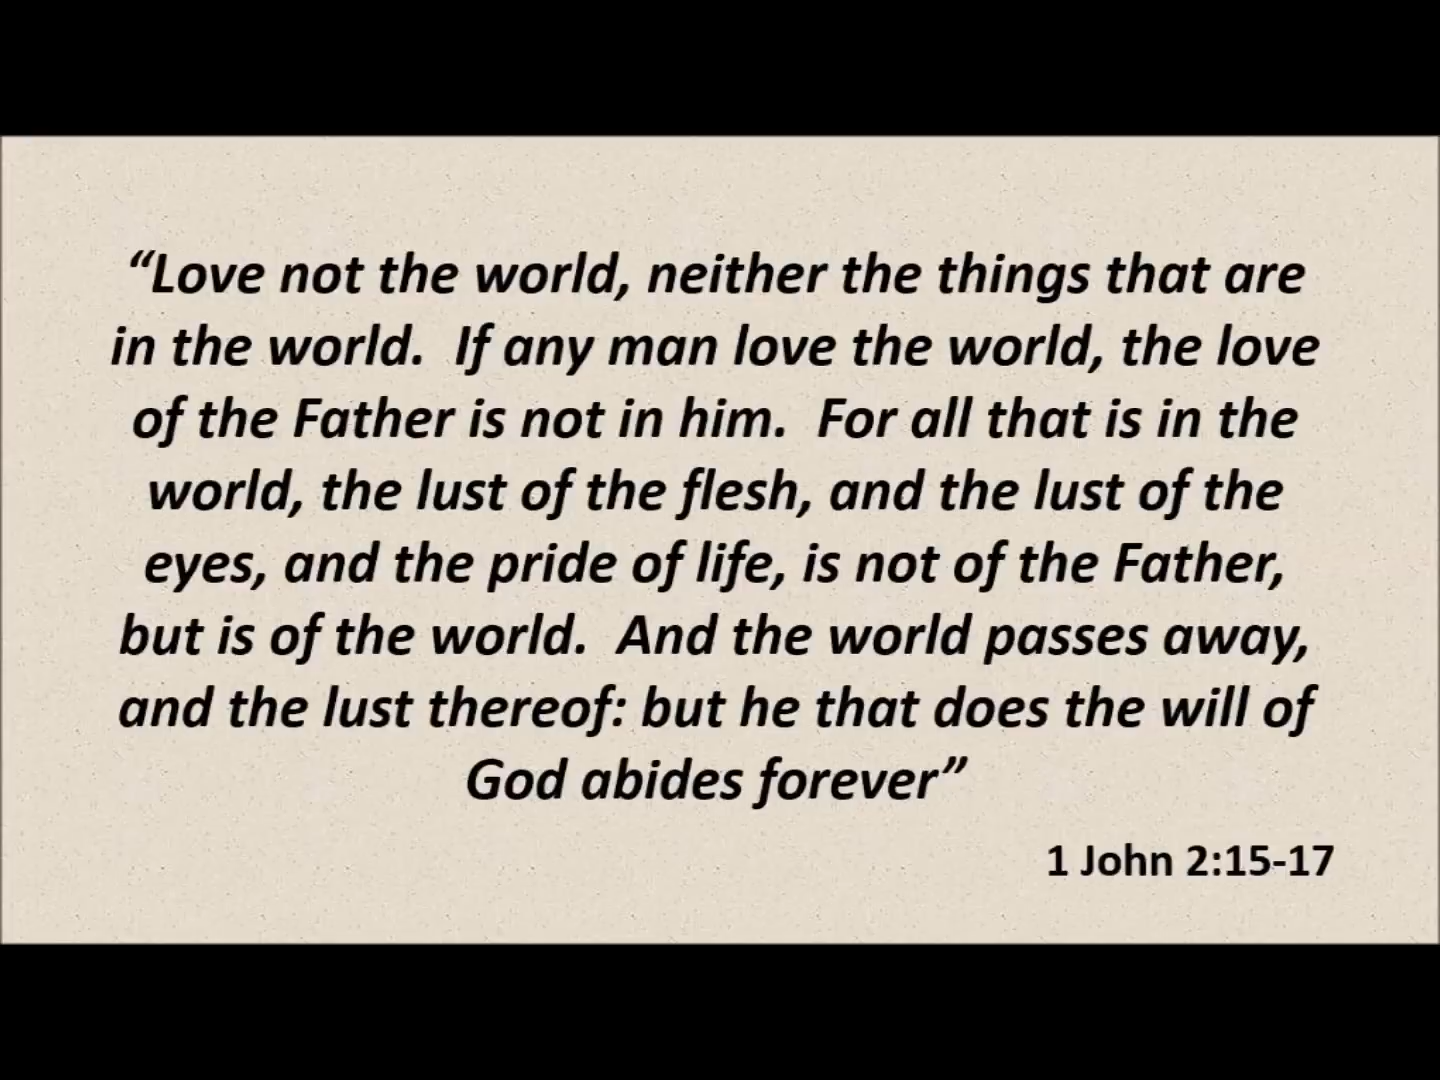 “Love not the world, neither the things that are
in the world.  If any man love the world, the love
of the Father is not in him.  For all that is in the
world, the lust of the flesh, and the lust of the
eyes, and the pride of life, is not of the Father,
but is of the world.  And the world passes away,
and the lust thereof: but he that does the will of
God abides forever”
1 John 2:15-17